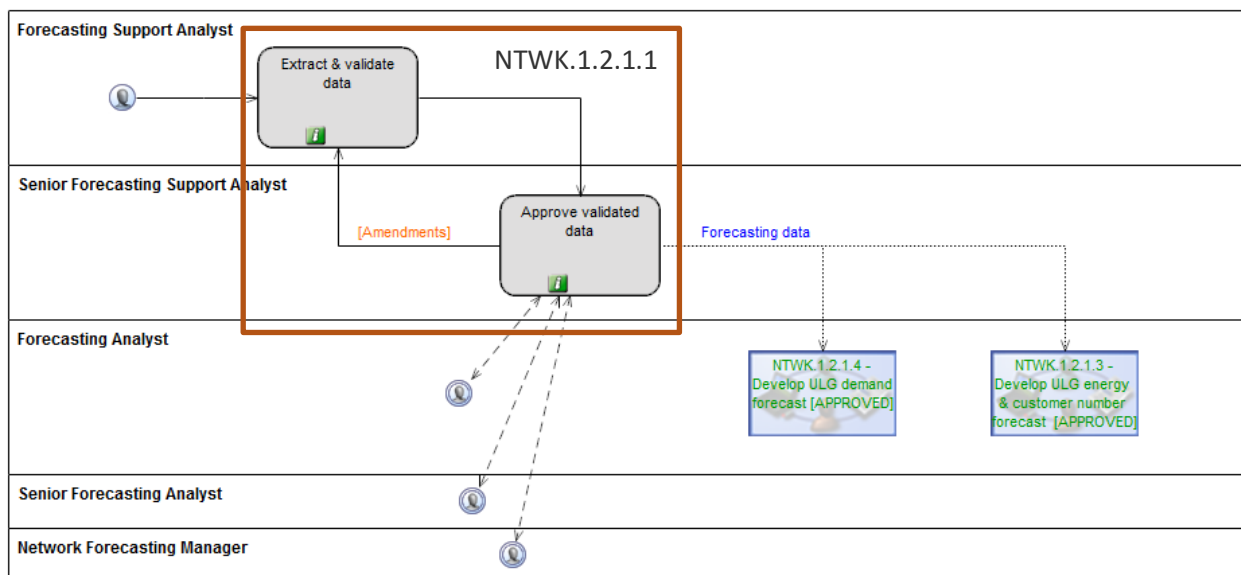 Forecasting Support Analyst
Extract & validate
data
NTWK.1.2.1.1
Senior Forecasting Support Analyst
Approve validated
data
[Amendments]
Forecasting data
Forecasting Analyst
NTWK.1.2.1.4 -
Develop ULG demand
forecast [APPROVED]
NTWK.1.2.1.3 -
Develop ULG energy
& customer number
forecast [APPROVED]
Senior Forecasting Analyst
Network Forecasting Manager